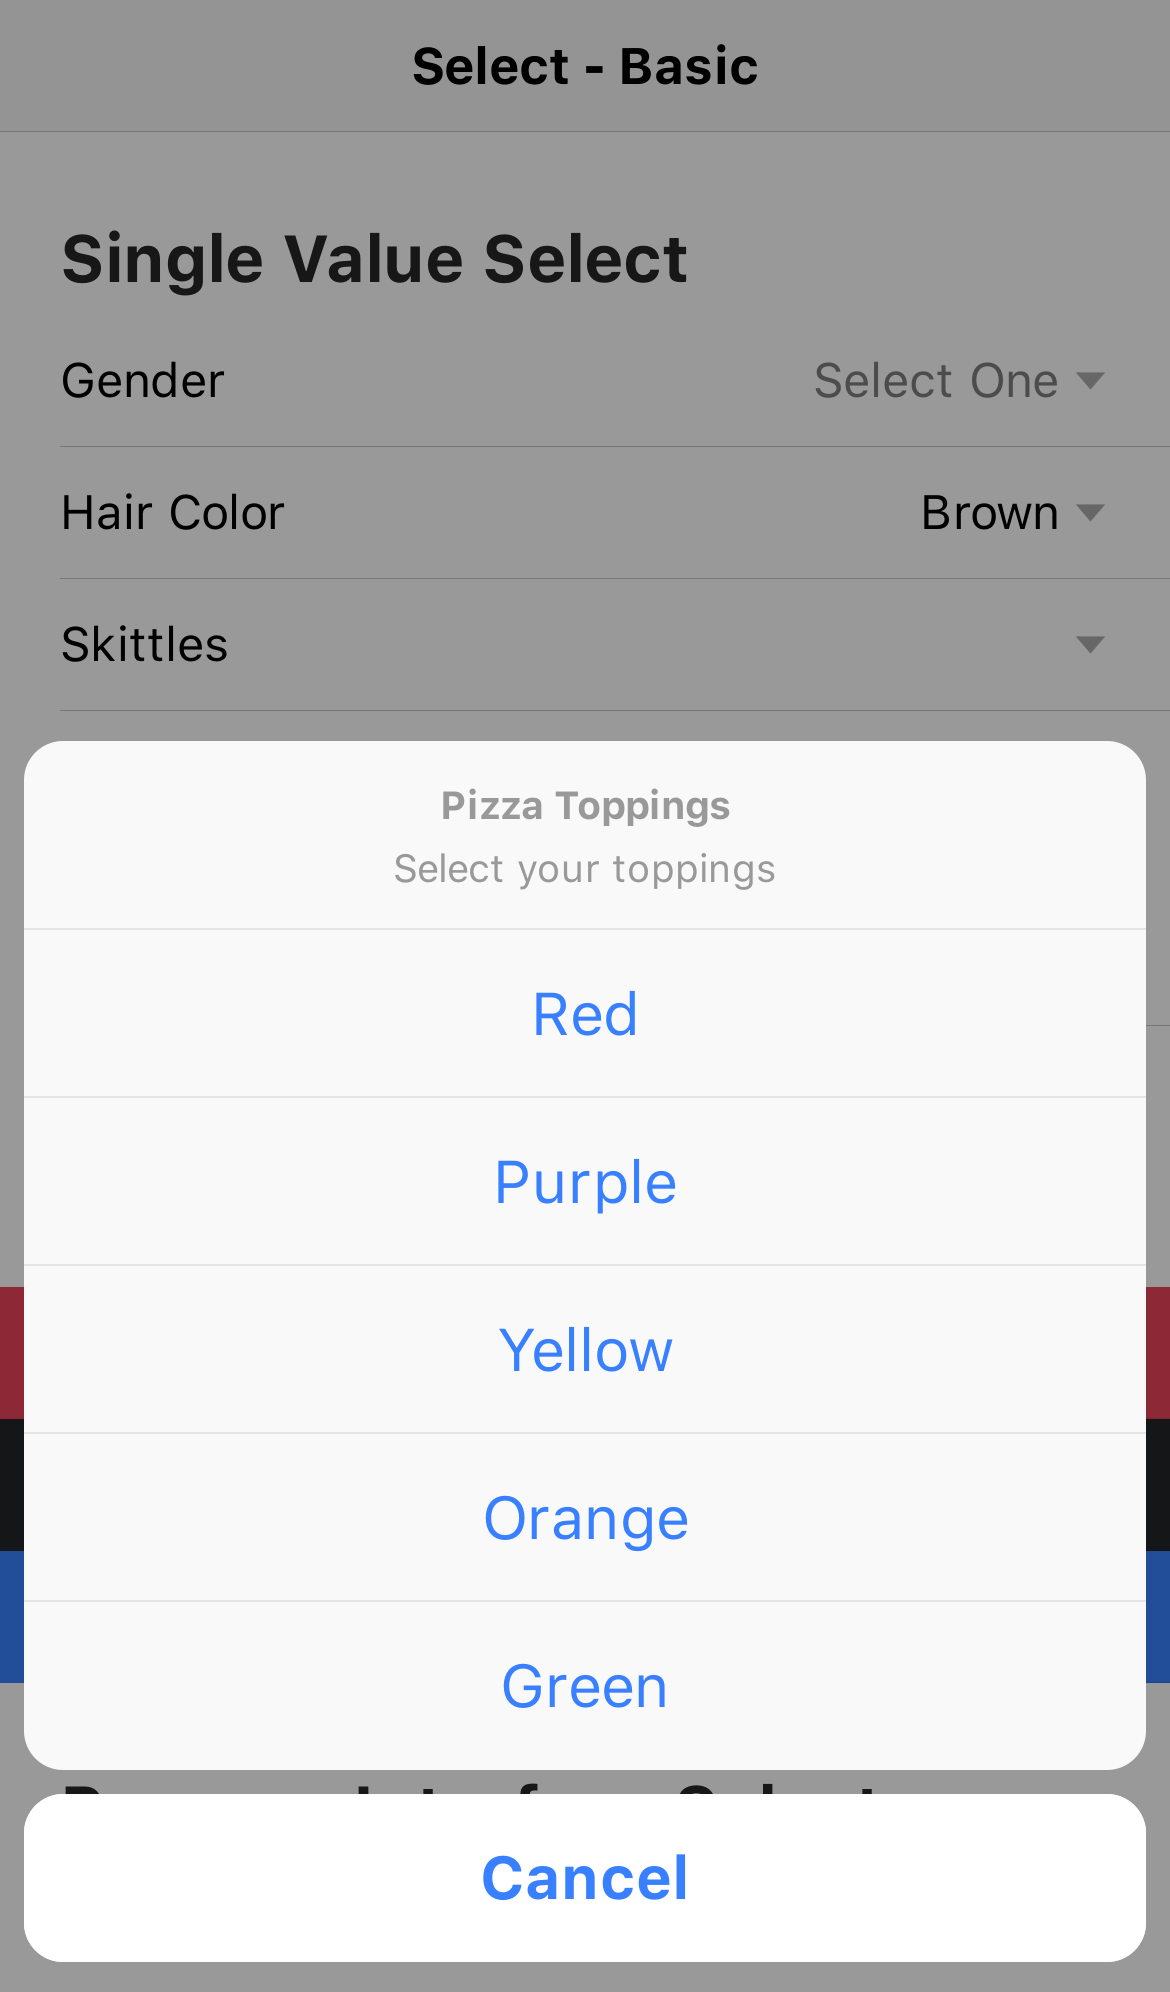 Select - Basic
Single Value Select
Gender Select One
Hair Color Brown
Skittles
Pizza Toppings
Select your toppings
Red
Purple
Yellow
Orange
Green
Cancel